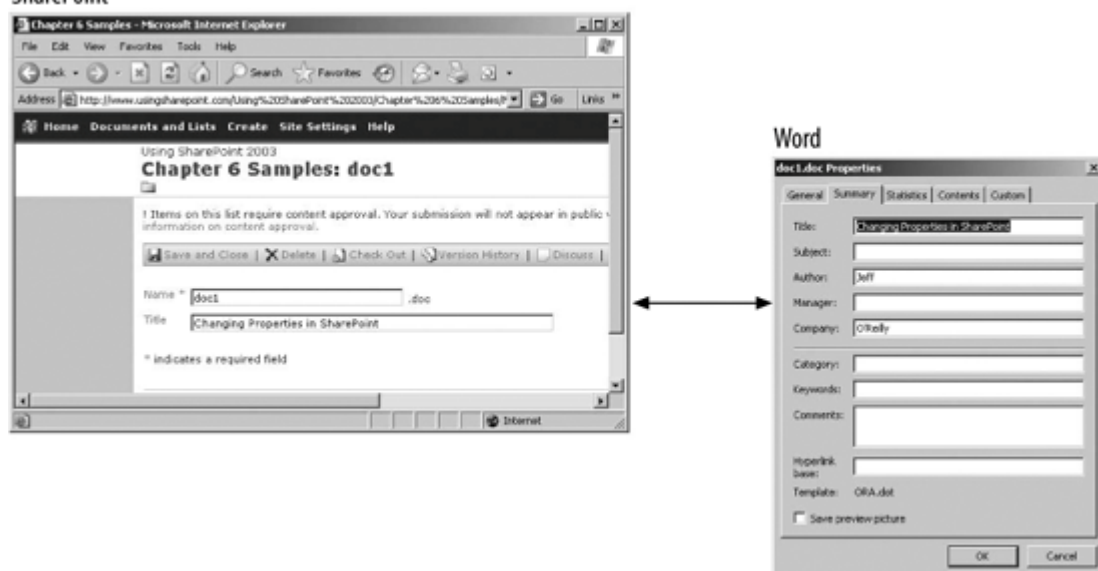 SharePoint
Chapter 6 Samples - Microsoft Internet Explorer
File Edit View Favorites Tools Help
Back Search Favorites
Address http://www.usingsharepoint.com/Using%20SharePoint%202003/Chapter%206%20Samples/ Go Links »
Home Documents and Lists Create Site Settings Help
Using SharePoint 2003
Chapter 6 Samples: doc1
! Items on this list require content approval. Your submission will not appear in public
information on content approval.
Save and Close | Delete | Check Out | Version History | Discuss |
Name * doc1 .doc
Title Changing Properties in SharePoint
* indicates a required field
Internet
Word
doc1.doc Properties
General Summary Statistics Contents Custom
Title: Changing Properties in SharePoint
Subject:
Author: Jeff
Manager:
Company: O'Reilly
Category:
Keywords:
Comments:
Hyperlink
base:
Template: ORA.dot
Save preview picture
OK Cancel